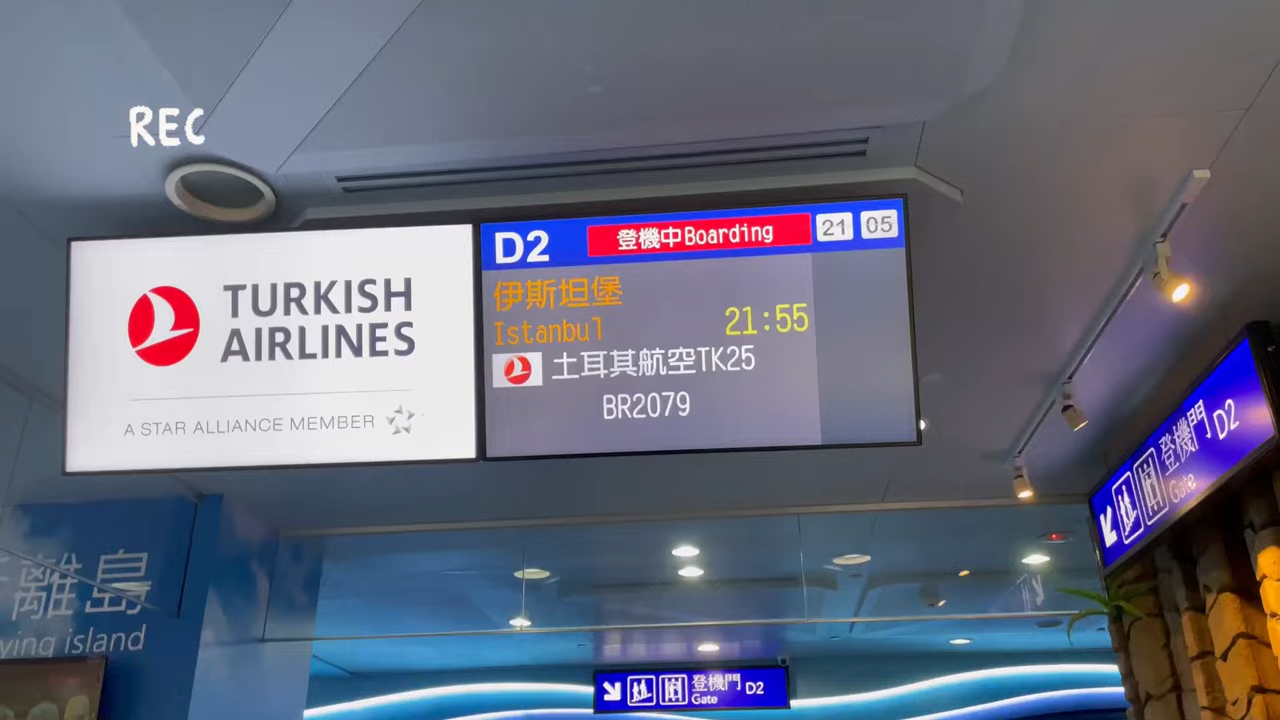 REC
TURKISH
AIRLINES
A STAR ALLIANCE MEMBER
D2
登機中Boarding
21 05
伊斯坦堡
Istanbul
21:55
土耳其航空TK25
BR2079
登機門 D2
Gate
離島
ying island
登機門 D2
Gate